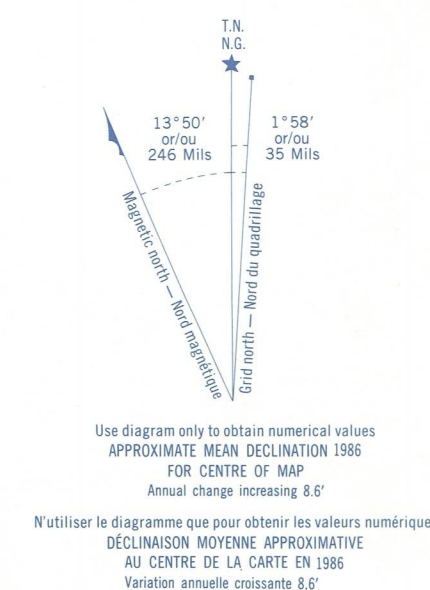 T.N.
N.G.
13°50′
or/ou
246 Mils
1°58′
or/ou
35 Mils
Magnetic north — Nord magnétique
Grid north — Nord du quadrillage
Use diagram only to obtain numerical values
APPROXIMATE MEAN DECLINATION 1986
FOR CENTRE OF MAP
Annual change increasing 8.6′
N'utiliser le diagramme que pour obtenir les valeurs numérique
DÉCLINAISON MOYENNE APPROXIMATIVE
AU CENTRE DE LA CARTE EN 1986
Variation annuelle croissante 8.6′